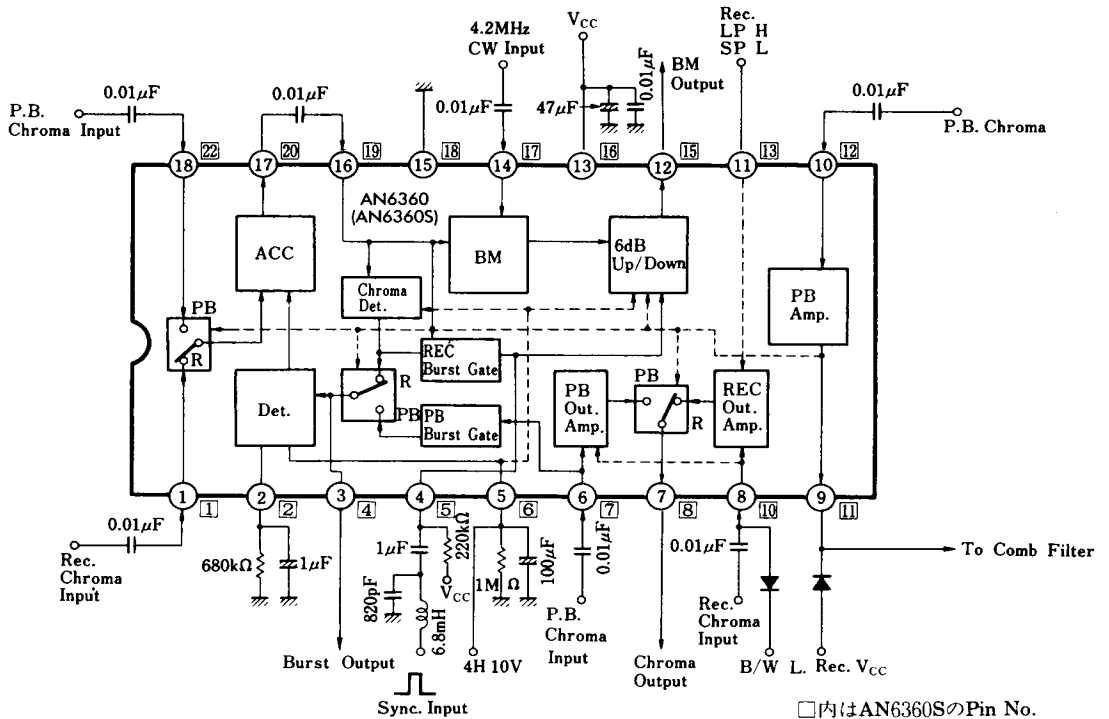 P.B.
Chroma Input
0.01μF
0.01μF
4.2MHz
CW Input
0.01μF
VCC
47μF
0.01μF
BM
Output
Rec.
LP H
SP L
0.01μF
P.B. Chroma
18
22
17
20
16
19
15
18
14
17
13
16
12
15
11
13
10
12
AN6360
(AN6360S)
ACC
BM
6dB
Up/Down
PB
Amp.
Chroma
Det.
PB
R
REC
Burst Gate
R
PB
PB
Burst Gate
Det.
PB
Out.
Amp.
PB
R
REC
Out.
Amp.
1
1
2
2
3
4
4
5
5
6
6
7
7
8
8
10
9
11
0.01μF
Rec.
Chroma
Input
680kΩ
1μF
Burst Output
1μF
220kΩ
VCC
820pF
6.8mH
Sync. Input
1MΩ
100μF
4H 10V
0.01μF
P.B.
Chroma
Input
Chroma
Output
0.01μF
Rec.
Chroma
Input
B/W L.
Rec. VCC
To Comb Filter
□内はAN6360SのPin No.